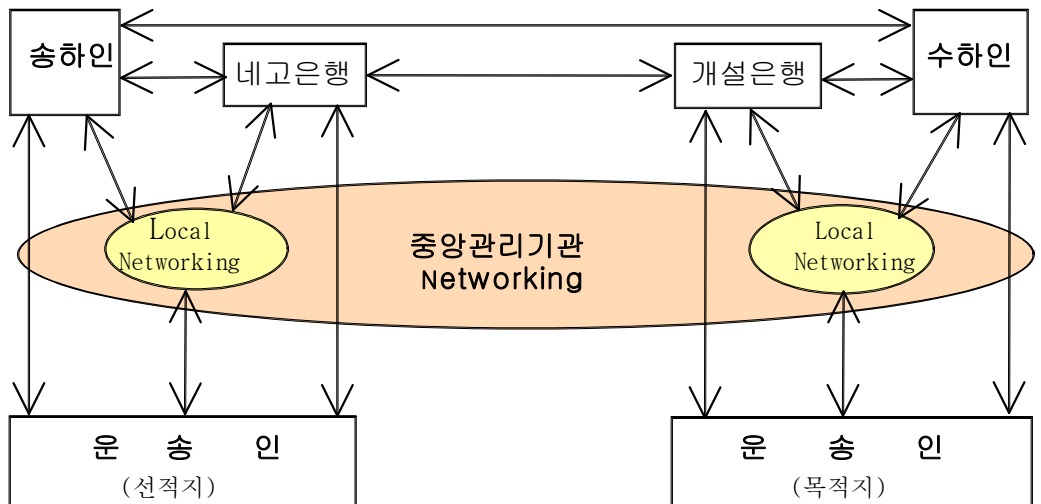 송하인
네고은행
개설은행
수하인
Local
Networking
중앙관리기관
Networking
Local
Networking
운 송 인
(선적지)
운 송 인
(목적지)